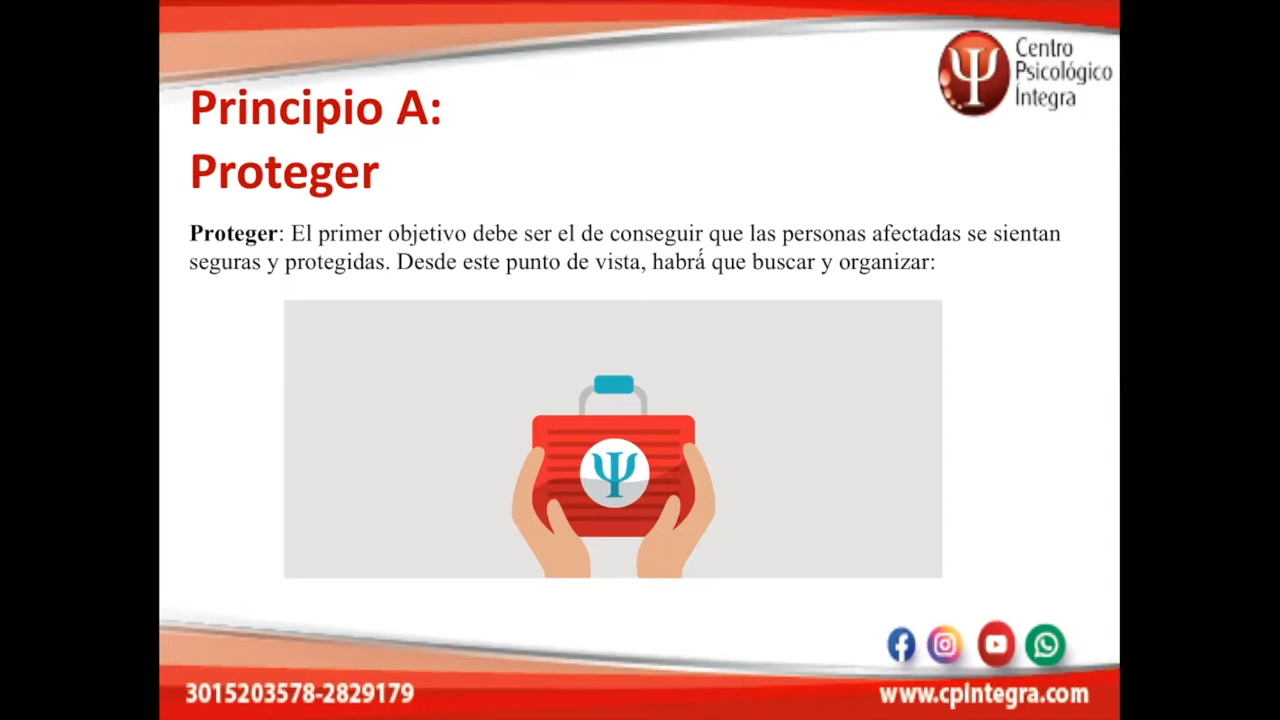 Centro
Psicológico
Íntegra
Principio A:
Proteger
Proteger: El primer objetivo debe ser el de conseguir que las personas afectadas se sientan
seguras y protegidas. Desde este punto de vista, habrá que buscar y organizar:
Ψ
3015203578-2829179
www.cpintegra.com